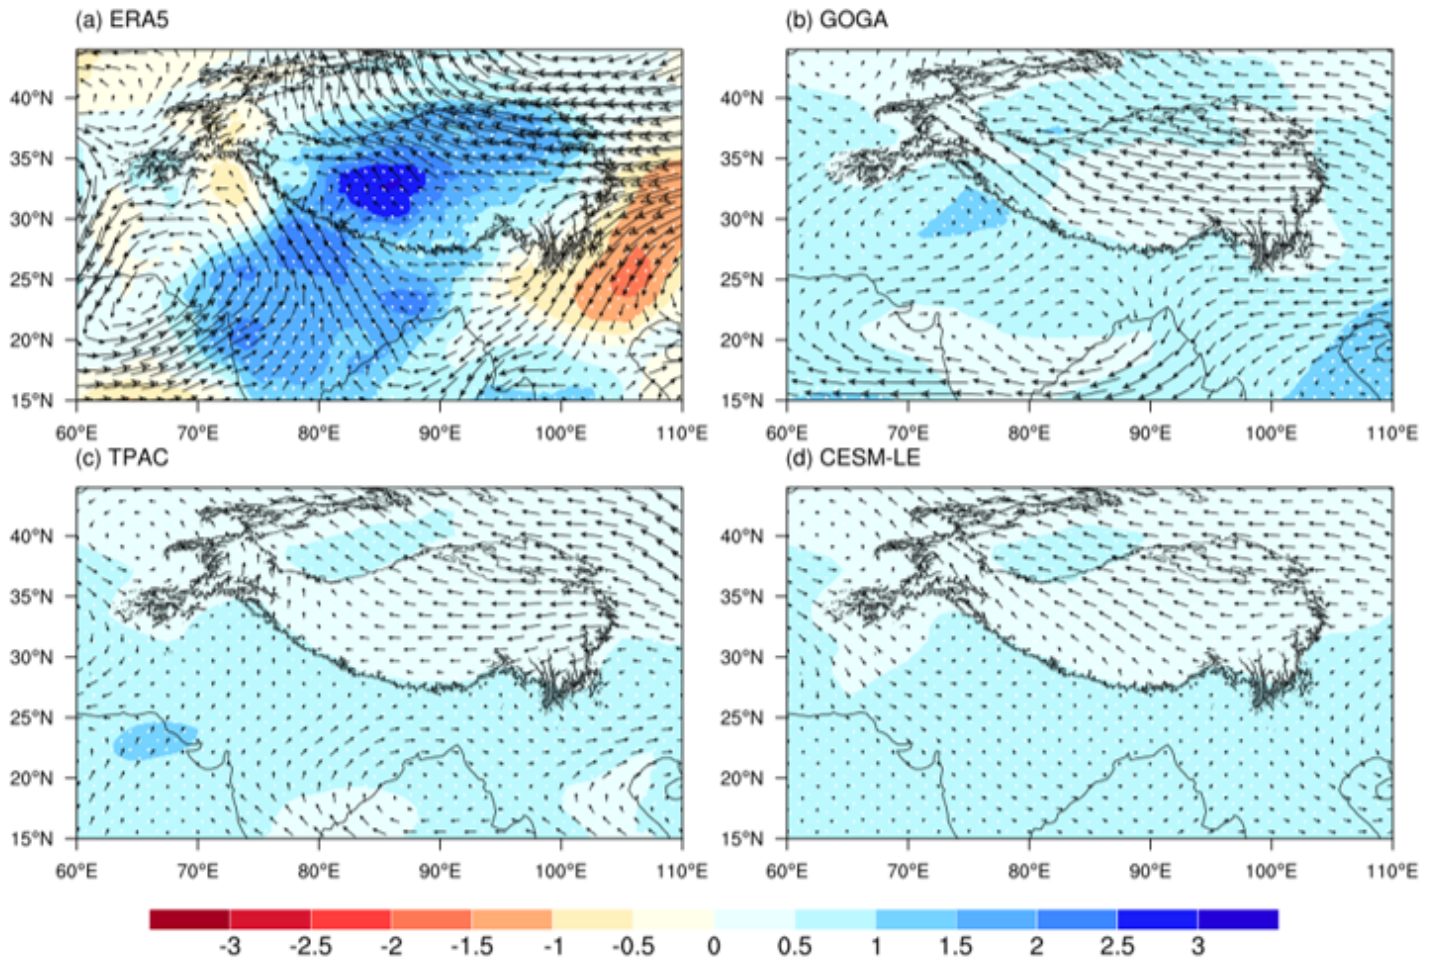 (a) ERA5
(b) GOGA
40°N
35°N
30°N
25°N
20°N
15°N
60°E 70°E 80°E 90°E 100°E 110°E
40°N
35°N
30°N
25°N
20°N
15°N
60°E 70°E 80°E 90°E 100°E 110°E
(c) TPAC
(d) CESM-LE
40°N
35°N
30°N
25°N
20°N
15°N
60°E 70°E 80°E 90°E 100°E 110°E
40°N
35°N
30°N
25°N
20°N
15°N
60°E 70°E 80°E 90°E 100°E 110°E
-3 -2.5 -2 -1.5 -1 -0.5 0 0.5 1 1.5 2 2.5 3